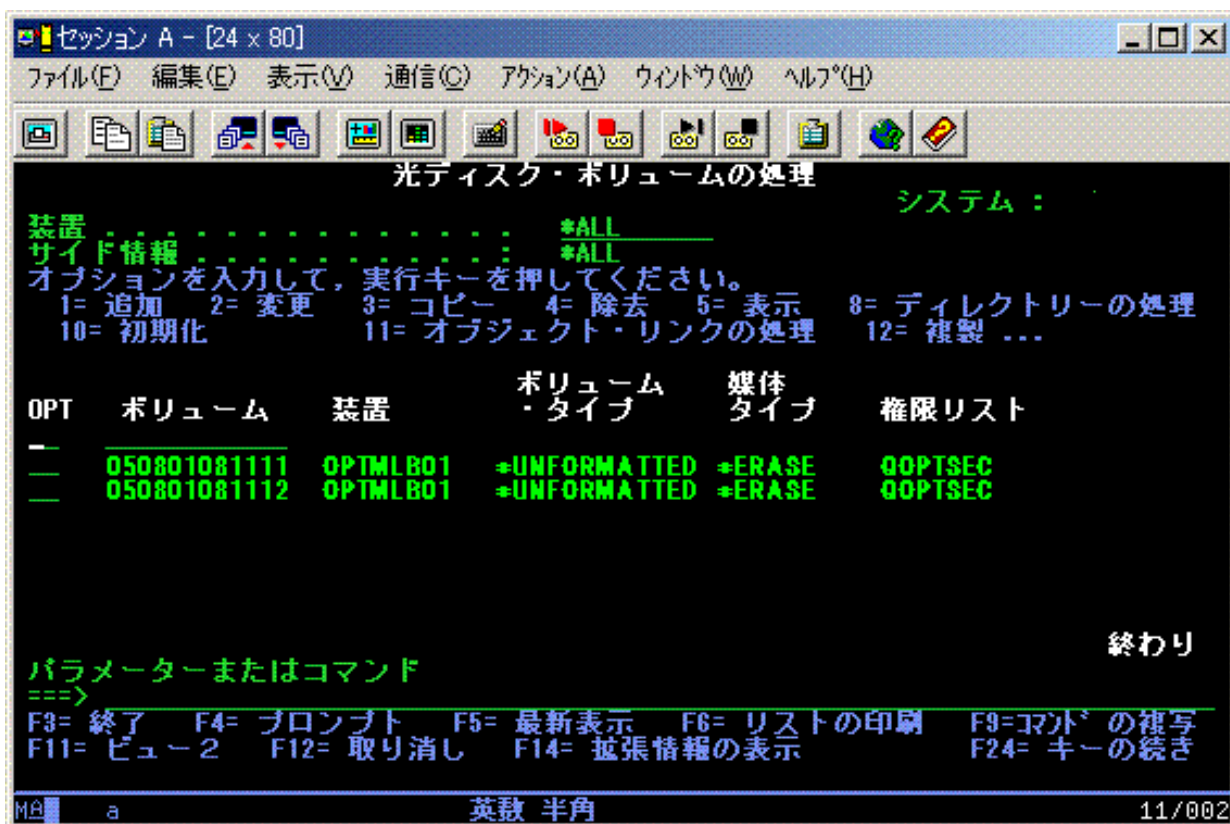 セッション A - [24 x 80]
ファイル(F) 編集(E) 表示(V) 通信(C) アクション(A) ウィンドウ(W) ヘルプ(H)
光ディスク・ボリュームの処理
システム :
装置 . . . . . . . . . . . . . . *ALL
サイド情報 . . . . . . . . . . . : *ALL
オプションを入力して，実行キーを押してください。
1= 追加 2= 変更 3= コピー 4= 除去 5= 表示 8= ディレクトリーの処理
10= 初期化 11= オブジェクト・リンクの処理 12= 複製 ...
ボリューム 媒体
OPT ボリューム 装置 ・タイプ タイプ 権限リスト
050801081111 OPTMLB01 *UNFORMATTED *ERASE QOPTSEC
050801081112 OPTMLB01 *UNFORMATTED *ERASE QOPTSEC
終わり
パラメーターまたはコマンド
===>
F3= 終了 F4= プロンプト F5= 最新表示 F6= リストの印刷 F9=コマンド の複写
F11= ビュー２ F12= 取り消し F14= 拡張情報の表示 F24= キーの続き
MA a 英数 半角 11/002